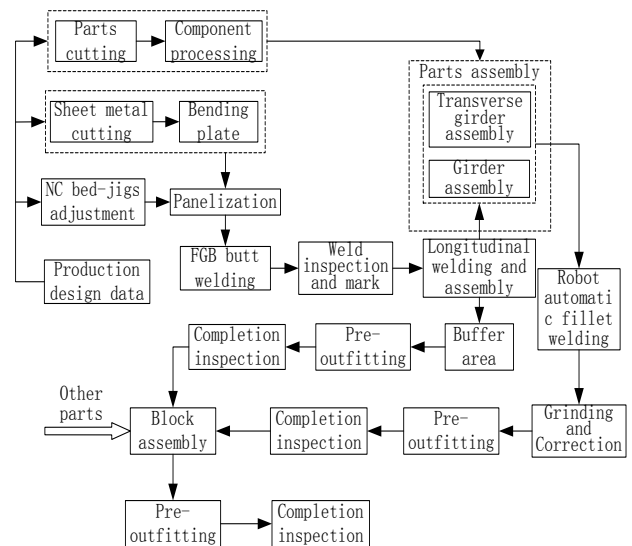 Parts
cutting
Component
processing
Parts assembly
Transverse
girder
assembly
Girder
assembly
Sheet metal
cutting
Bending
plate
NC bed-jigs
adjustment
Panelization
Production
design data
FGB butt
welding
Weld
inspection
and mark
Longitudinal
welding and
assembly
Robot
automati
c fillet
welding
Completion
inspection
Pre-
outfitting
Buffer
area
Other
parts
Block
assembly
Completion
inspection
Pre-
outfitting
Grinding
and
Correction
Pre-
outfitting
Completion
inspection